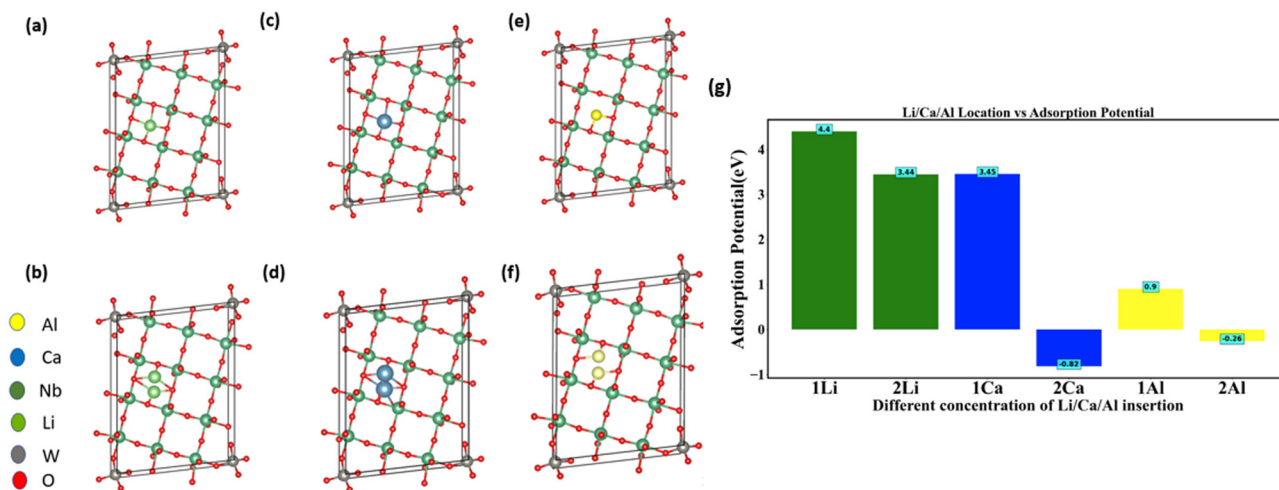 (a)
(c)
(e)
(b)
(d)
(f)
Al
Ca
Nb
Li
W
O
(g)
Li/Ca/Al Location vs Adsorption Potential
Adsorption Potential(eV)
4
3
2
1
0
−1
4.4
3.44
3.45
-0.82
0.9
-0.26
1Li 2Li 1Ca 2Ca 1Al 2Al
Different concentration of Li/Ca/Al insertion